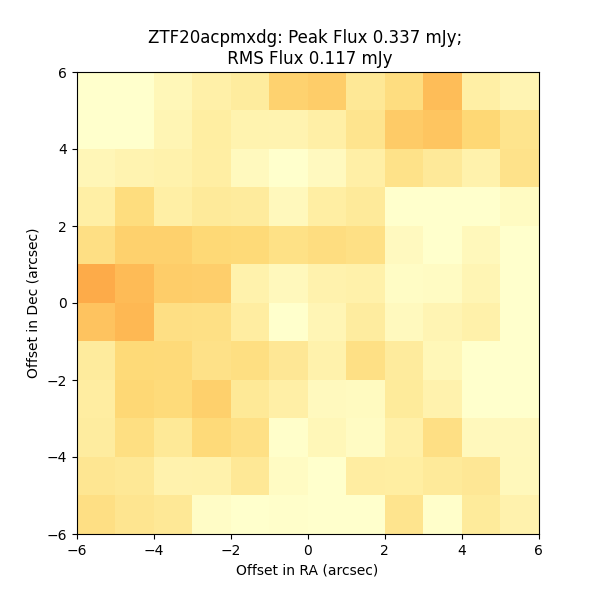 ZTF20acpmxdg: Peak Flux 0.337 mJy;
RMS Flux 0.117 mJy
6
4
2
0
−2
−4
−6
Offset in Dec (arcsec)
−6 −4 −2 0 2 4 6
Offset in RA (arcsec)